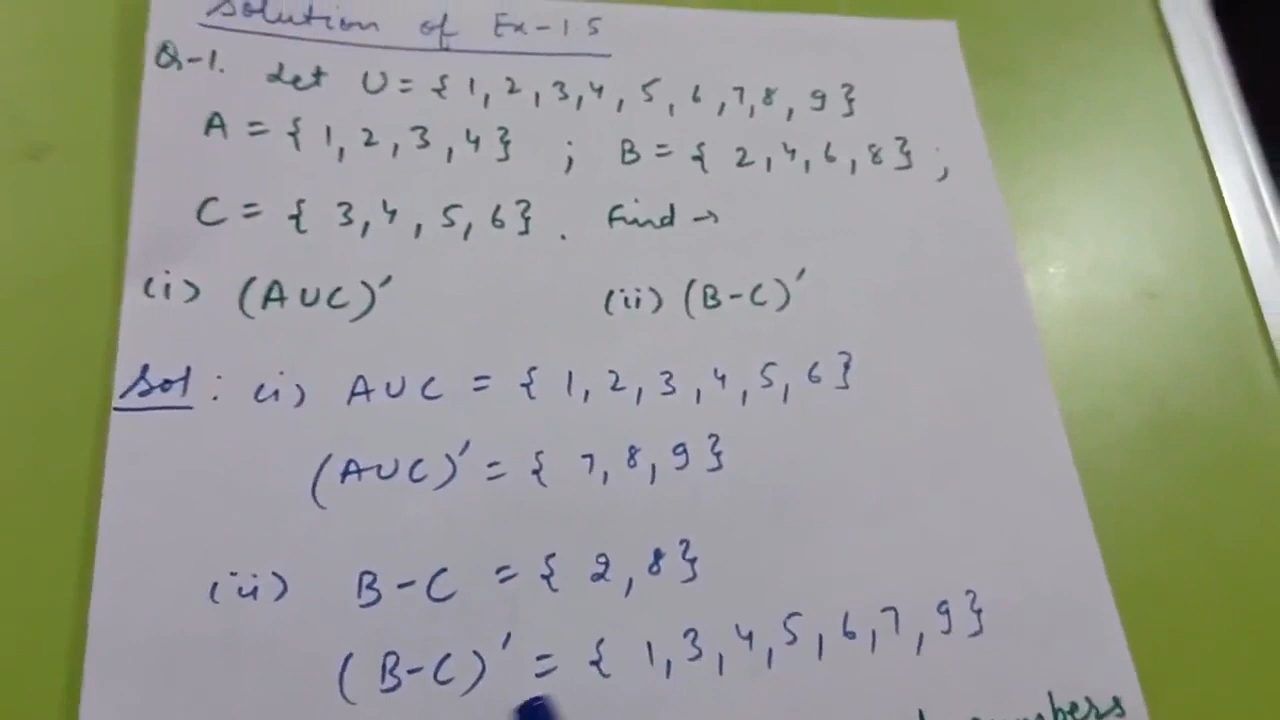 Solution of Ex-1.5
Q-1. Let U = { 1, 2, 3, 4, 5, 6, 7, 8, 9 }
A = { 1, 2, 3, 4 } ; B = { 2, 4, 6, 8 } ;
C = { 3, 4, 5, 6 } . Find →
(i) (A ∪ C)' (ii) (B - C)'
Sol : (i) A ∪ C = { 1, 2, 3, 4, 5, 6 }
(A ∪ C)' = { 7, 8, 9 }
(ii) B - C = { 2, 8 }
(B - C)' = { 1, 3, 4, 5, 6, 7, 9 }